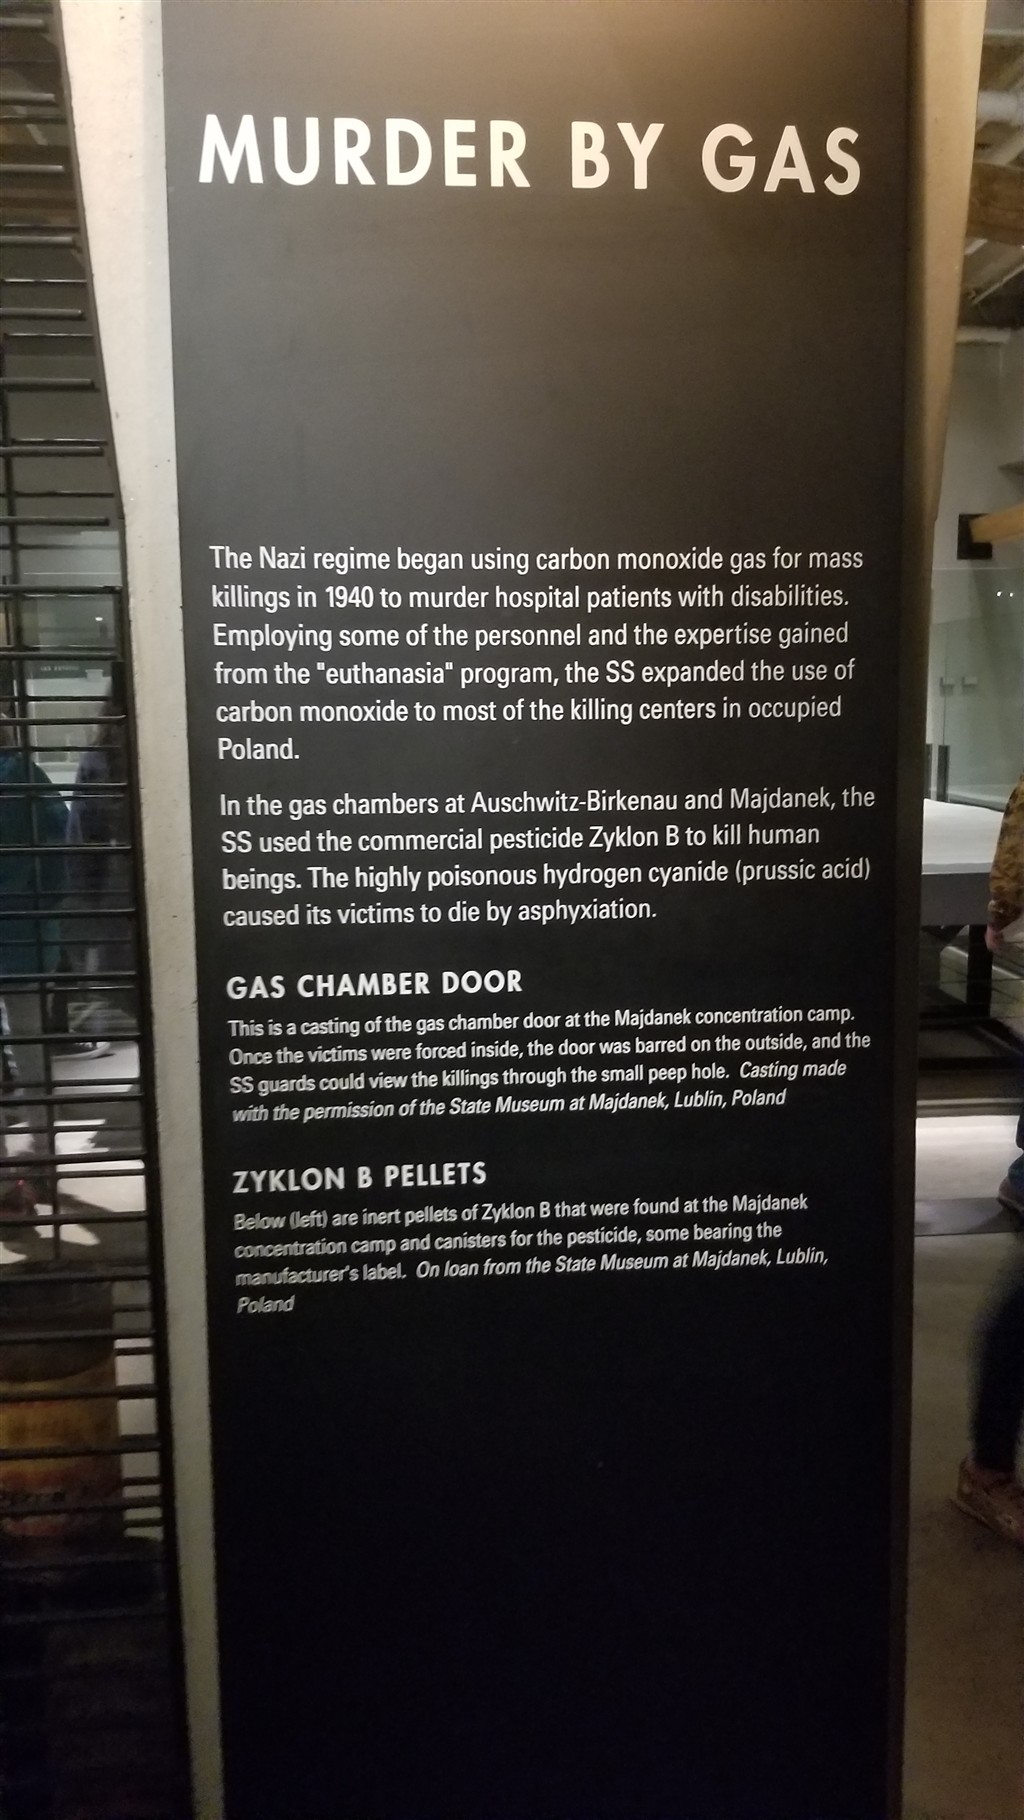 MURDER BY GAS
The Nazi regime began using carbon monoxide gas for mass
killings in 1940 to murder hospital patients with disabilities.
Employing some of the personnel and the expertise gained
from the "euthanasia" program, the SS expanded the use of
carbon monoxide to most of the killing centers in occupied
Poland.
In the gas chambers at Auschwitz-Birkenau and Majdanek, the
SS used the commercial pesticide Zyklon B to kill human
beings. The highly poisonous hydrogen cyanide (prussic acid)
caused its victims to die by asphyxiation.
GAS CHAMBER DOOR
This is a casting of the gas chamber door at the Majdanek concentration camp.
Once the victims were forced inside, the door was barred on the outside, and the
SS guards could view the killings through the small peep hole. Casting made
with the permission of the State Museum at Majdanek, Lublin, Poland
ZYKLON B PELLETS
Below (left) are inert pellets of Zyklon B that were found at the Majdanek
concentration camp and canisters for the pesticide, some bearing the
manufacturer's label. On loan from the State Museum at Majdanek, Lublin,
Poland